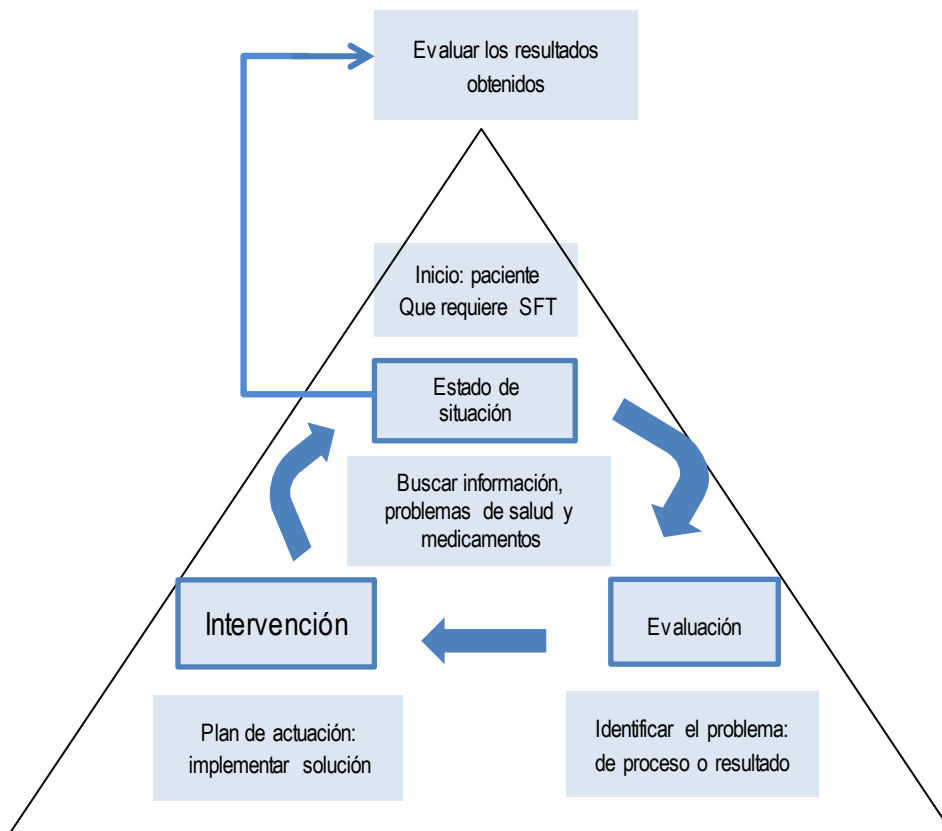 Evaluar los resultados
obtenidos
Inicio: paciente
Que requiere SFT
Estado de
situación
Buscar información,
problemas de salud y
medicamentos
Intervención
Evaluación
Plan de actuación:
implementar solución
Identificar el problema:
de proceso o resultado